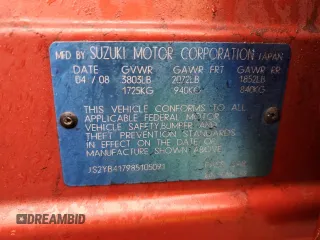 MFD BY SUZUKI MOTOR CORPORATION JAPAN
DATE GVWR GAWR FRT GAWR RR
04 / 08 3803LB 2072LB 1852LB
1725KG 940KG 840KG
THIS VEHICLE CONFORMS TO ALL
APPLICABLE FEDERAL MOTOR
VEHICLE SAFETY,BUMPER AND
THEFT PREVENTION STANDARDS
IN EFFECT ON THE DATE OF
MANUFACTURE SHOWN ABOVE.
DREAMBID